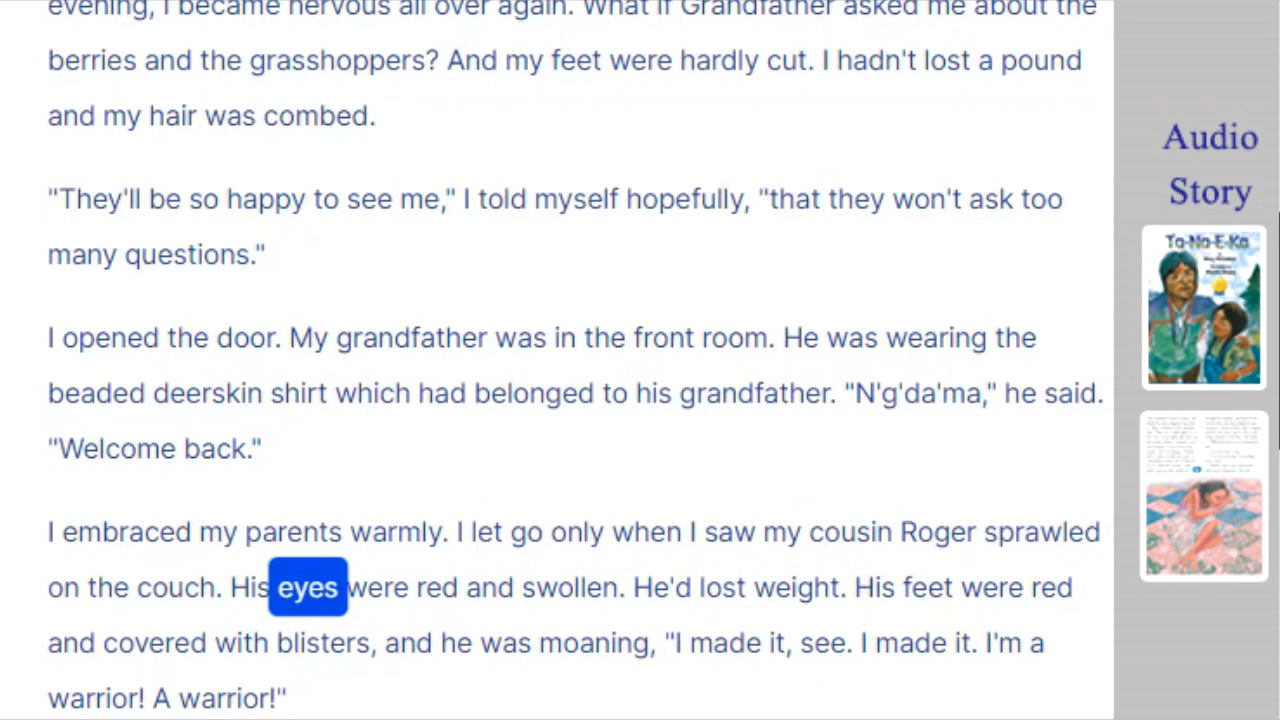 evening, I became nervous all over again. What if Grandfather asked me about the
berries and the grasshoppers? And my feet were hardly cut. I hadn't lost a pound
and my hair was combed.
"They'll be so happy to see me," I told myself hopefully, "that they won't ask too
many questions."
I opened the door. My grandfather was in the front room. He was wearing the
beaded deerskin shirt which had belonged to his grandfather. "N'g'da'ma," he said.
"Welcome back."
I embraced my parents warmly. I let go only when I saw my cousin Roger sprawled
on the couch. His eyes were red and swollen. He'd lost weight. His feet were red
and covered with blisters, and he was moaning, "I made it, see. I made it. I'm a
warrior! A warrior!"
Audio
Story
Ta-Na-E-Ka